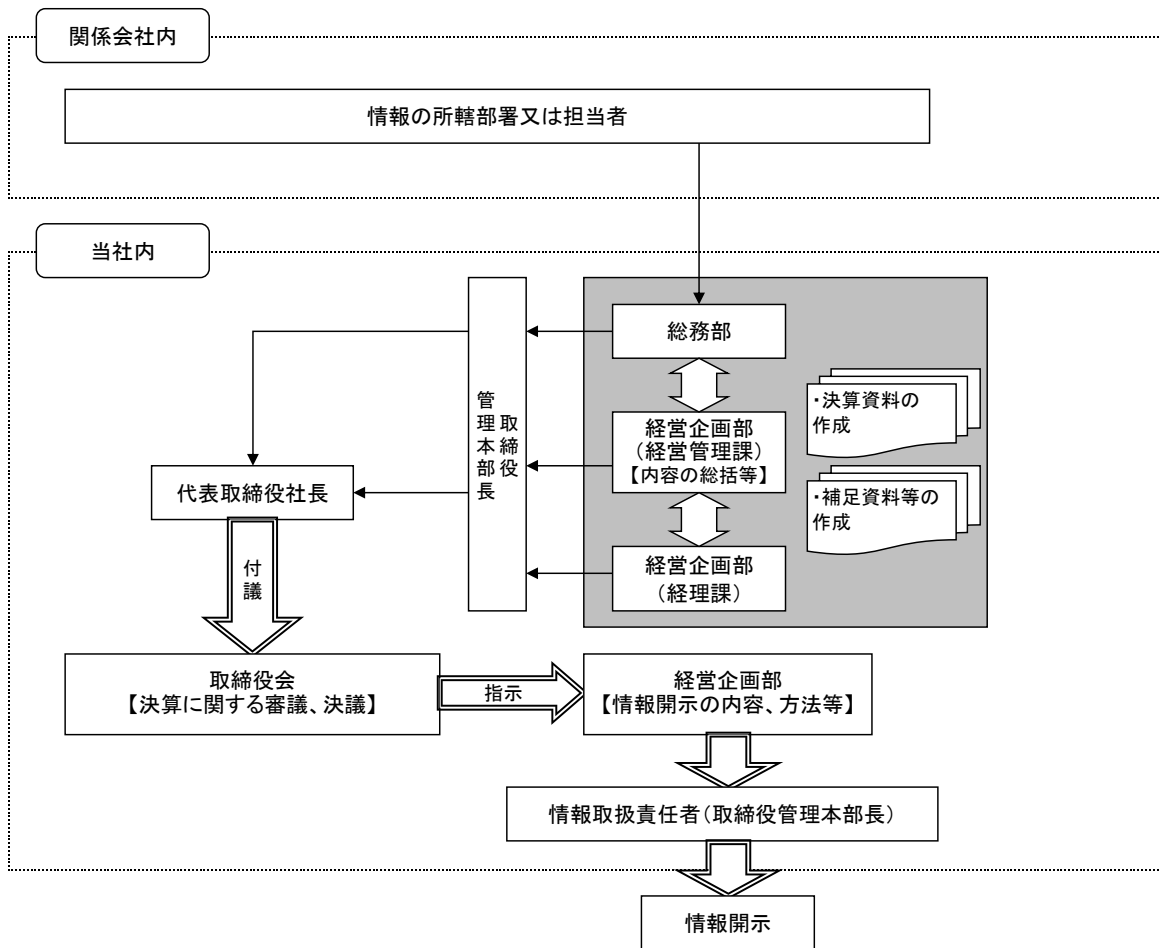 関係会社内
情報の所轄部署又は担当者
当社内
総務部
・決算資料の
作成
取締役
管理本部長
経営企画部
（経営管理課）
【内容の総括等】
代表取締役社長
・補足資料等の
作成
経営企画部
（経理課）
付議
取締役会
【決算に関する審議、決議】
指示
経営企画部
【情報開示の内容、方法等】
情報取扱責任者（取締役管理本部長）
情報開示